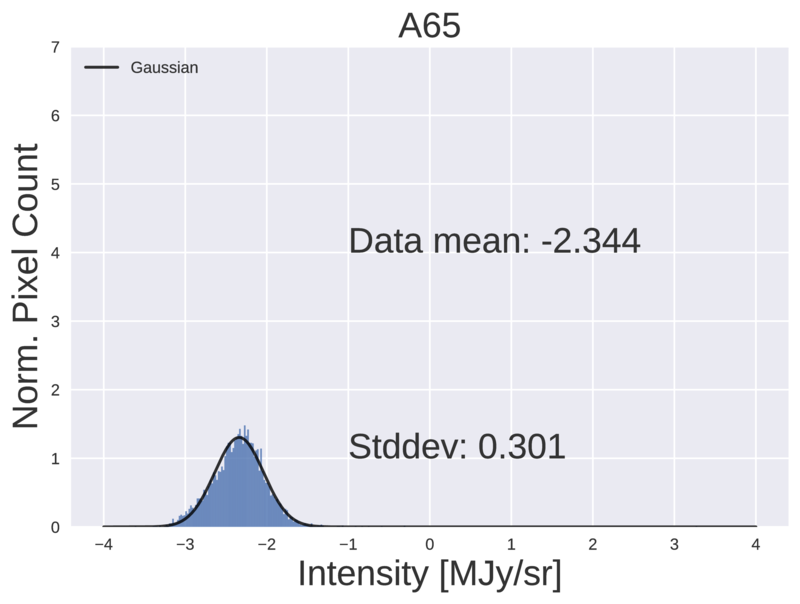 A65
7
Gaussian
6
5
4
3
2
1
0
Norm. Pixel Count
Data mean: -2.344
Stddev: 0.301
−4 −3 −2 −1 0 1 2 3 4
Intensity [MJy/sr]